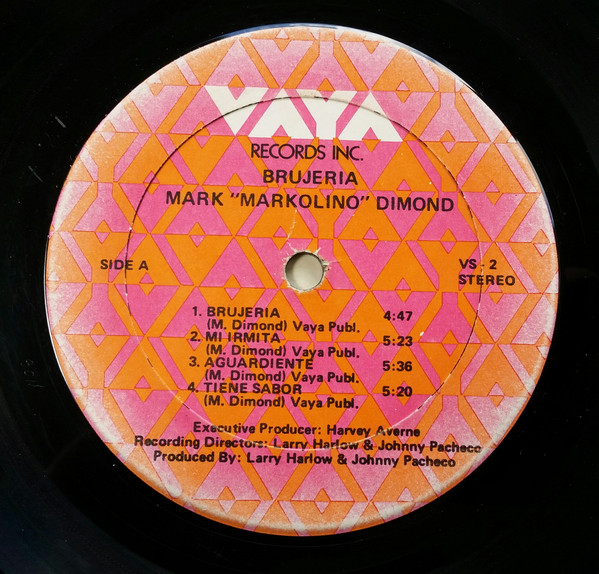 VAYA
RECORDS INC.
BRUJERIA
MARK "MARKOLINO" DIMOND
SIDE A
VS - 2
STEREO
1. BRUJERIA 4:47
(M. Dimond) Vaya Publ.
2. MI IRMITA 5:23
(M. Dimond) Vaya Publ.
3. AGUARDIENTE 5:36
(M. Dimond) Vaya Publ.
4. TIENE SABOR 5:20
(M. Dimond) Vaya Publ.
Executive Producer: Harvey Averne
Recording Directors: Larry Harlow & Johnny Pacheco
Produced By: Larry Harlow & Johnny Pacheco